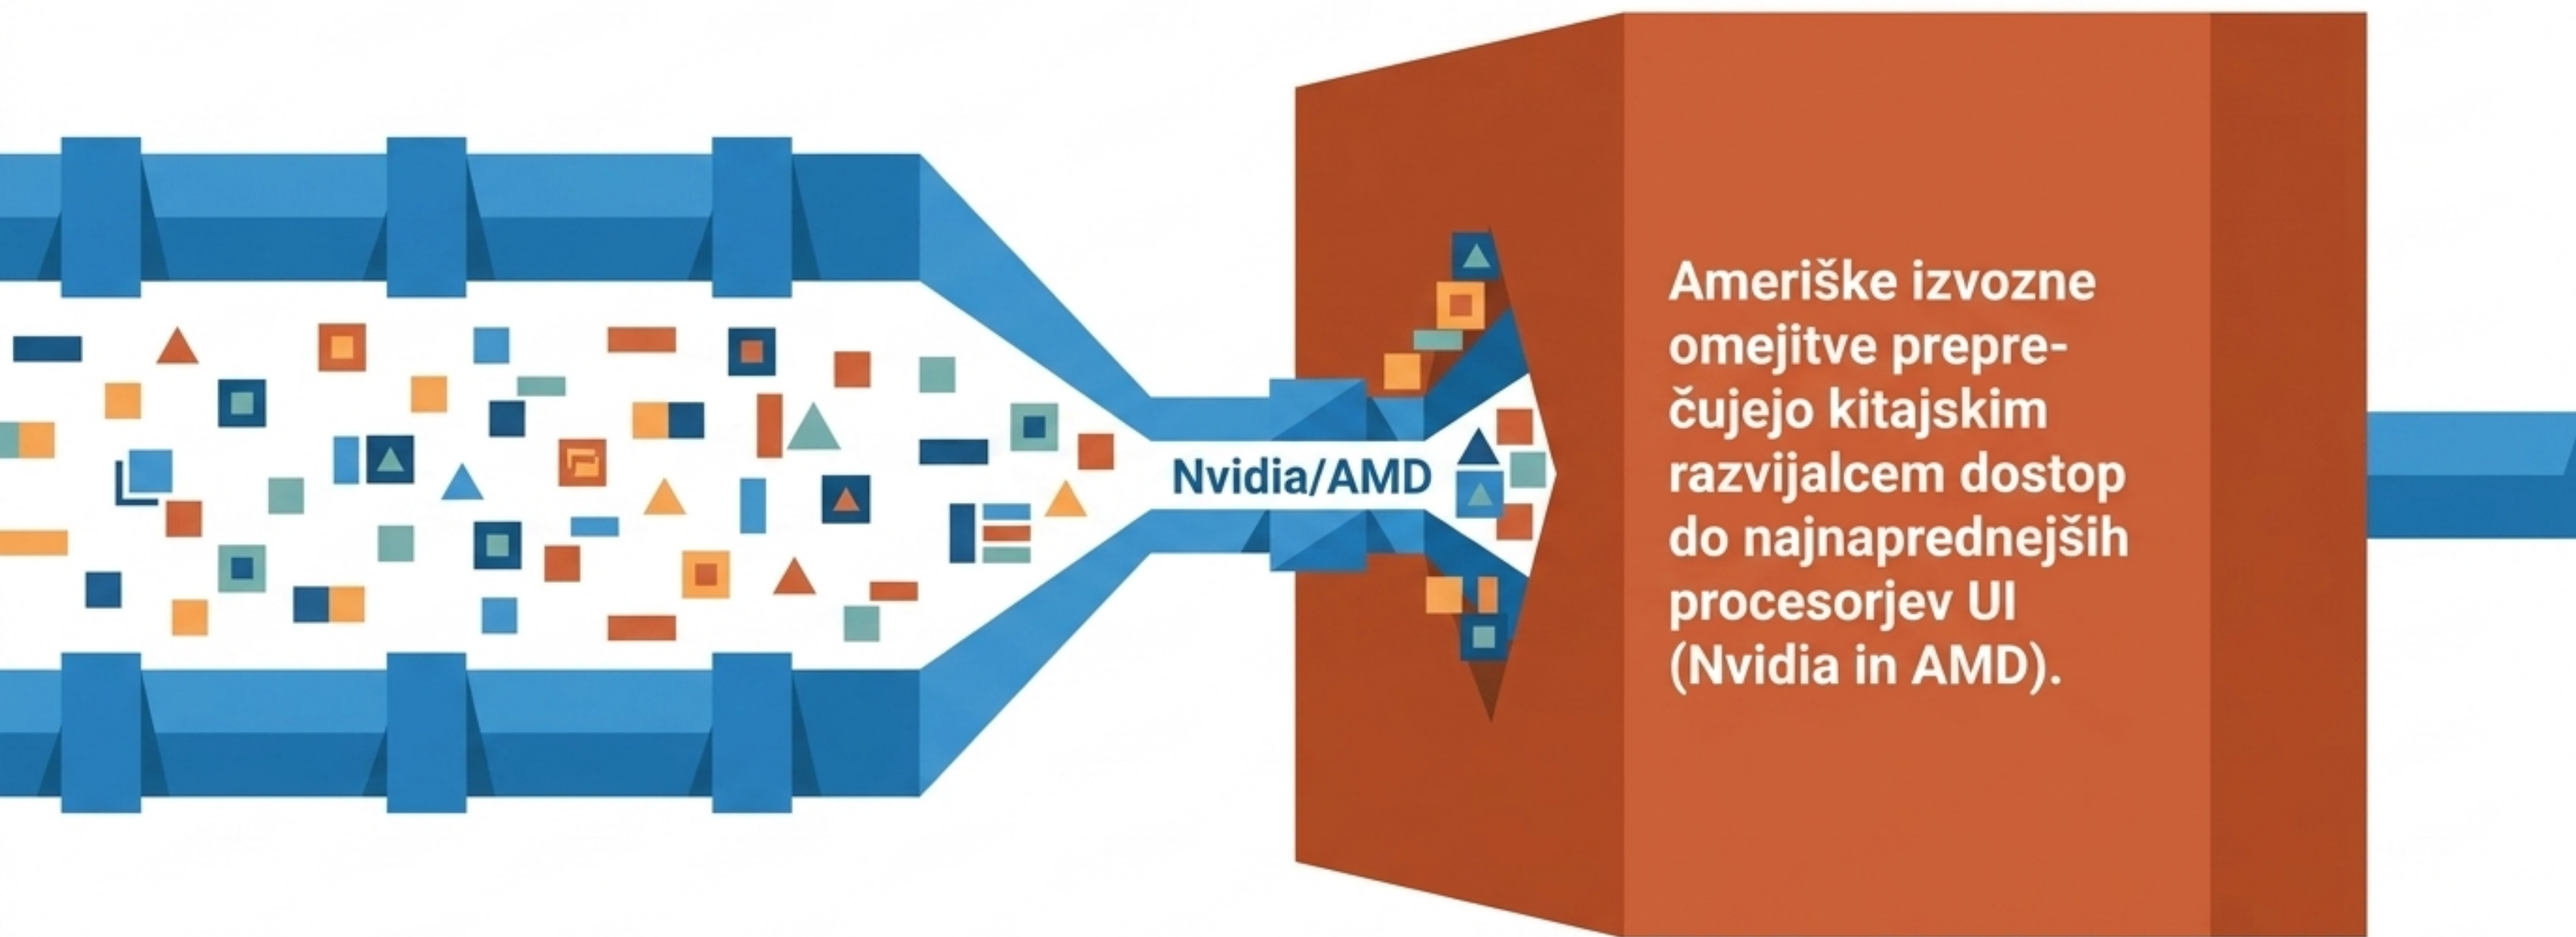 Nvidia/AMD
Ameriške izvozne
omejitve prepre-
čujejo kitajskim
razvijalcem dostop
do najnaprednejših
procesorjev UI
(Nvidia in AMD).